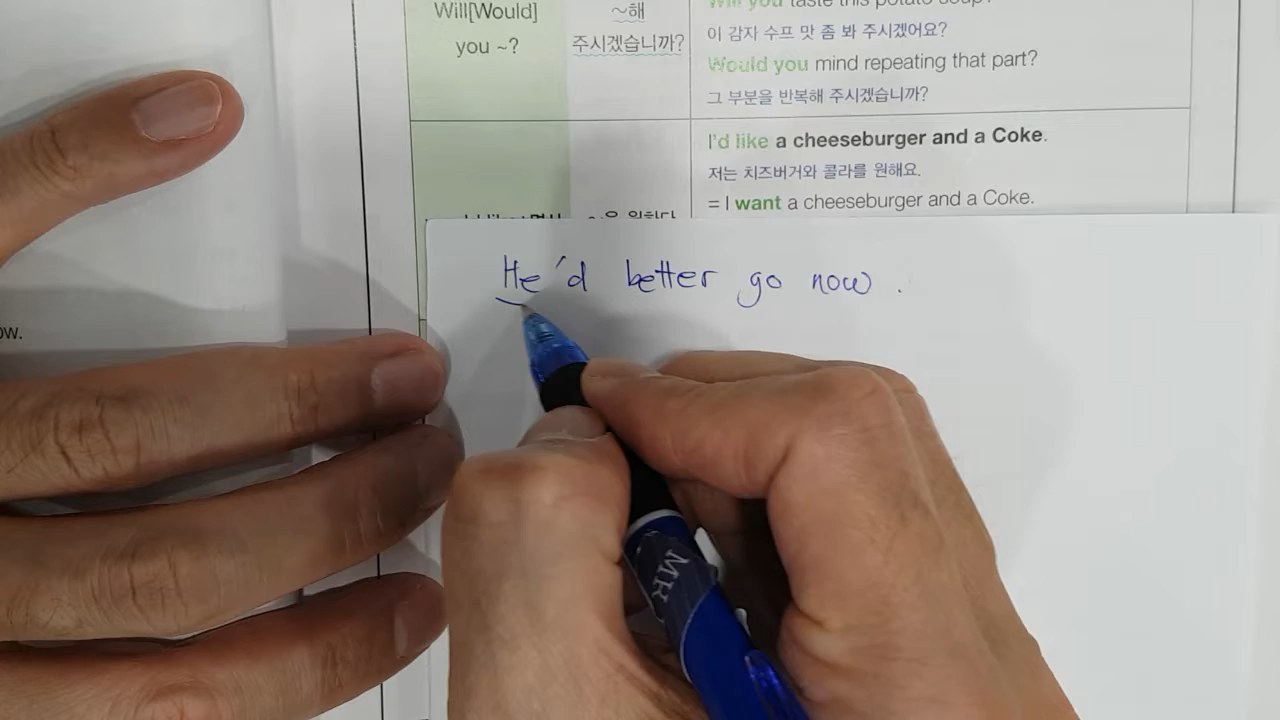 Will[Would]
you ~?
~해
주시겠습니까?
Will you taste this potato soup?
이 감자 수프 맛 좀 봐 주시겠어요?
Would you mind repeating that part?
그 부분을 반복해 주시겠습니까?
I'd like a cheeseburger and a Coke.
저는 치즈버거와 콜라를 원해요.
= I want a cheeseburger and a Coke.
He'd better go now.
ow.